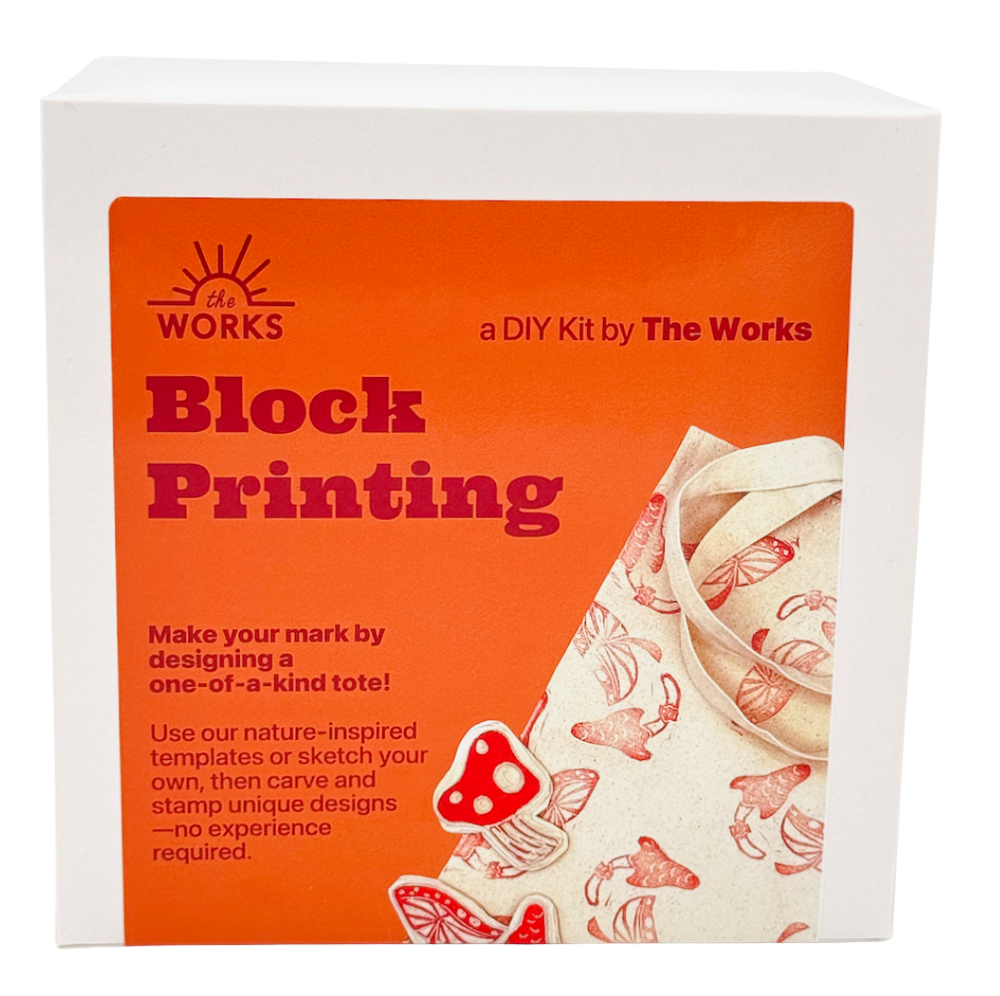 the
WORKS
a DIY Kit by The Works
Block
Printing
Make your mark by
designing a
one-of-a-kind tote!
Use our nature-inspired
templates or sketch your
own, then carve and
stamp unique designs
—no experience
required.